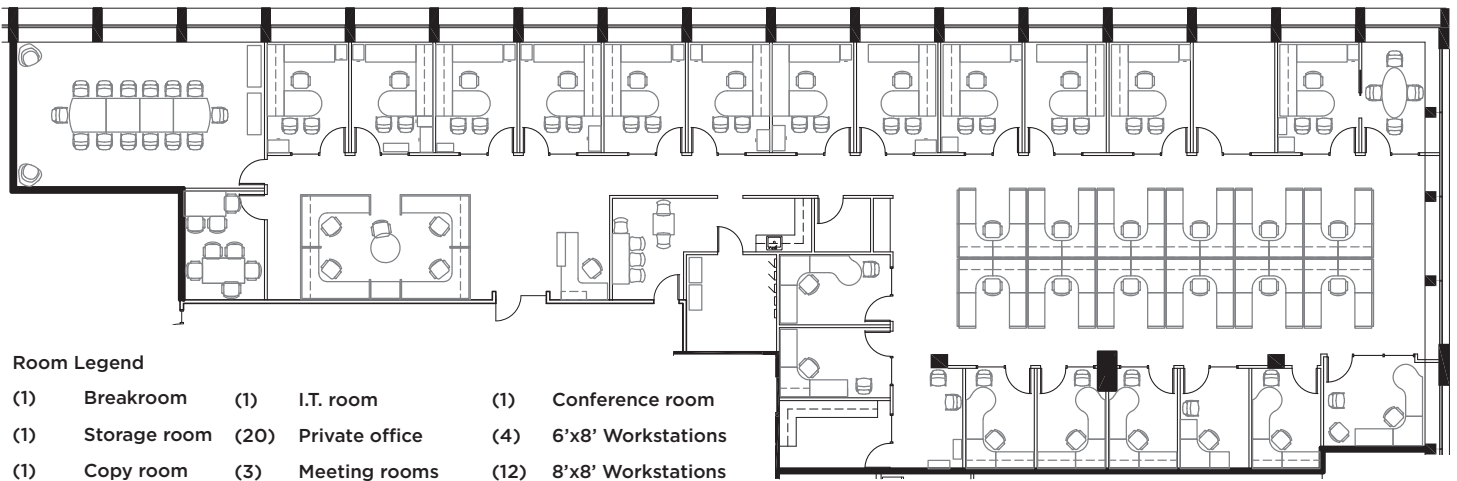 Room Legend
(1) Breakroom (1) I.T. room (1) Conference room
(1) Storage room (20) Private office (4) 6’x8’ Workstations
(1) Copy room (3) Meeting rooms (12) 8’x8’ Workstations